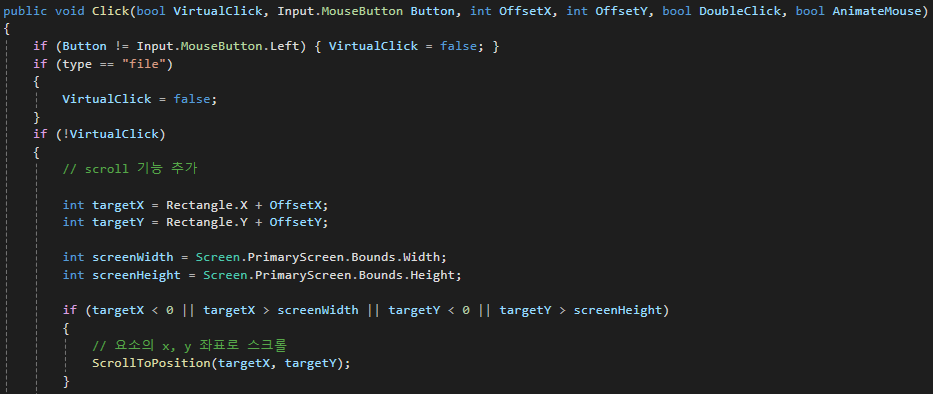 public void Click(bool VirtualClick, Input.MouseButton Button, int OffsetX, int OffsetY, bool DoubleClick, bool AnimateMouse)
{
if (Button != Input.MouseButton.Left) { VirtualClick = false; }
if (type == "file")
{
VirtualClick = false;
}
if (!VirtualClick)
{
// scroll 기능 추가
int targetX = Rectangle.X + OffsetX;
int targetY = Rectangle.Y + OffsetY;
int screenWidth = Screen.PrimaryScreen.Bounds.Width;
int screenHeight = Screen.PrimaryScreen.Bounds.Height;
if (targetX < 0 || targetX > screenWidth || targetY < 0 || targetY > screenHeight)
{
// 요소의 x, y 좌표로 스크롤
ScrollToPosition(targetX, targetY);
}